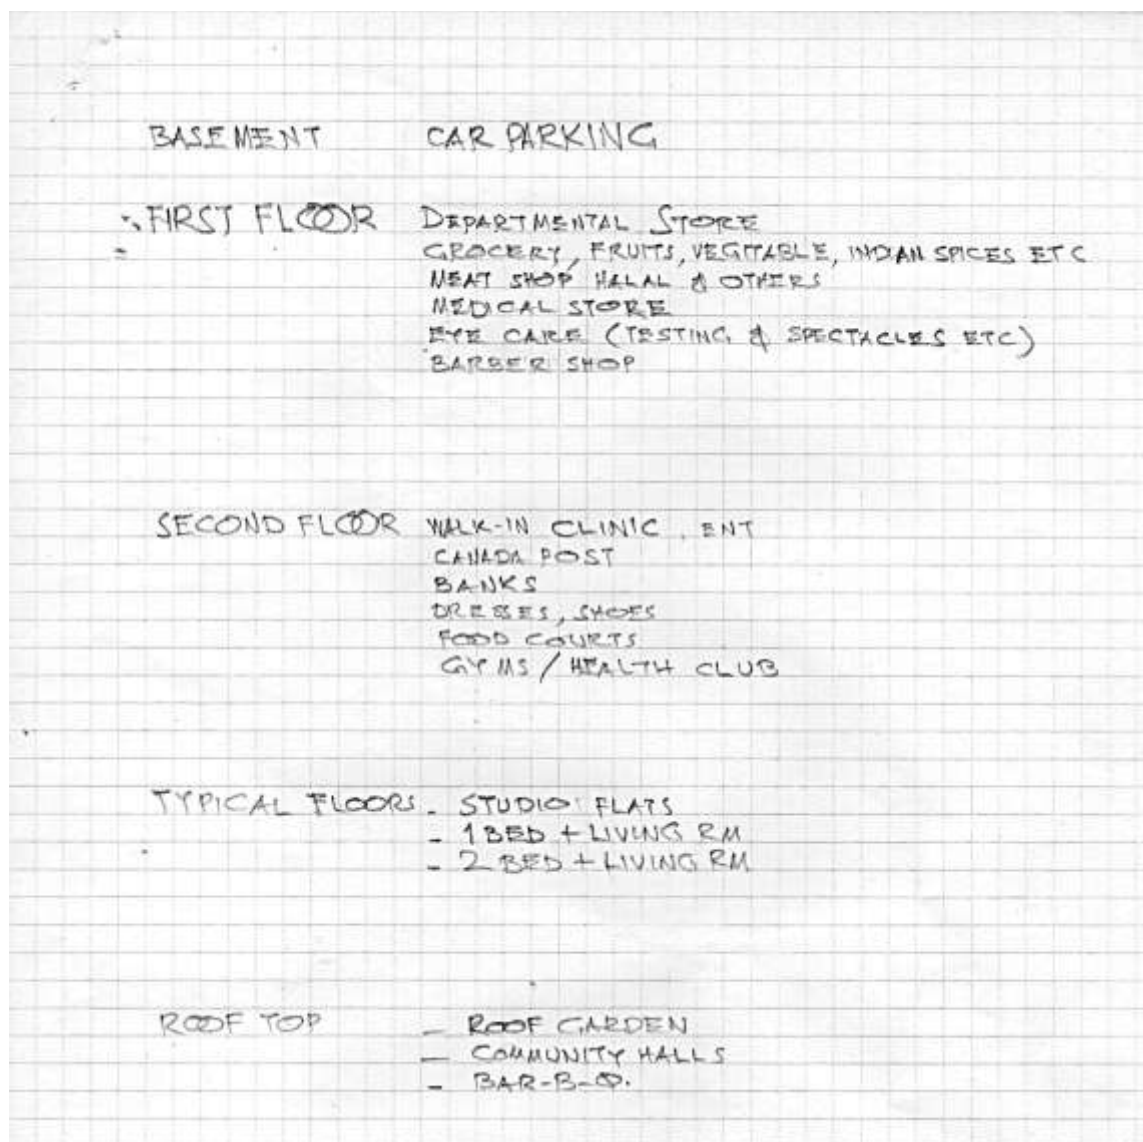 BASEMENT CAR PARKING
FIRST FLOOR DEPARTMENTAL STORE
GROCERY, FRUITS, VEGITABLE, INDIAN SPICES ETC
MEAT SHOP HALAL & OTHERS
MEDICAL STORE
EYE CARE (TESTING & SPECTACLES ETC)
BARBER SHOP
SECOND FLOOR WALK-IN CLINIC, ENT
CANADA POST
BANKS
DRESSES, SHOES
FOOD COURTS
GYMS / HEALTH CLUB
TYPICAL FLOORS - STUDIO FLATS
- 1 BED + LIVING RM
- 2 BED + LIVING RM
ROOF TOP - ROOF GARDEN
- COMMUNITY HALLS
- BAR-B-Q.